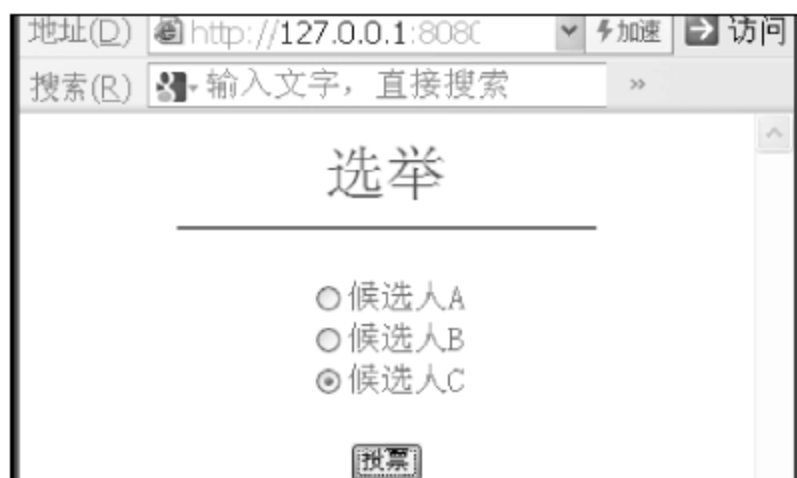 地址(D) http://127.0.0.1:8080 加速 访问
搜索(R) 输入文字，直接搜索 »
选举
候选人A
候选人B
候选人C
投票